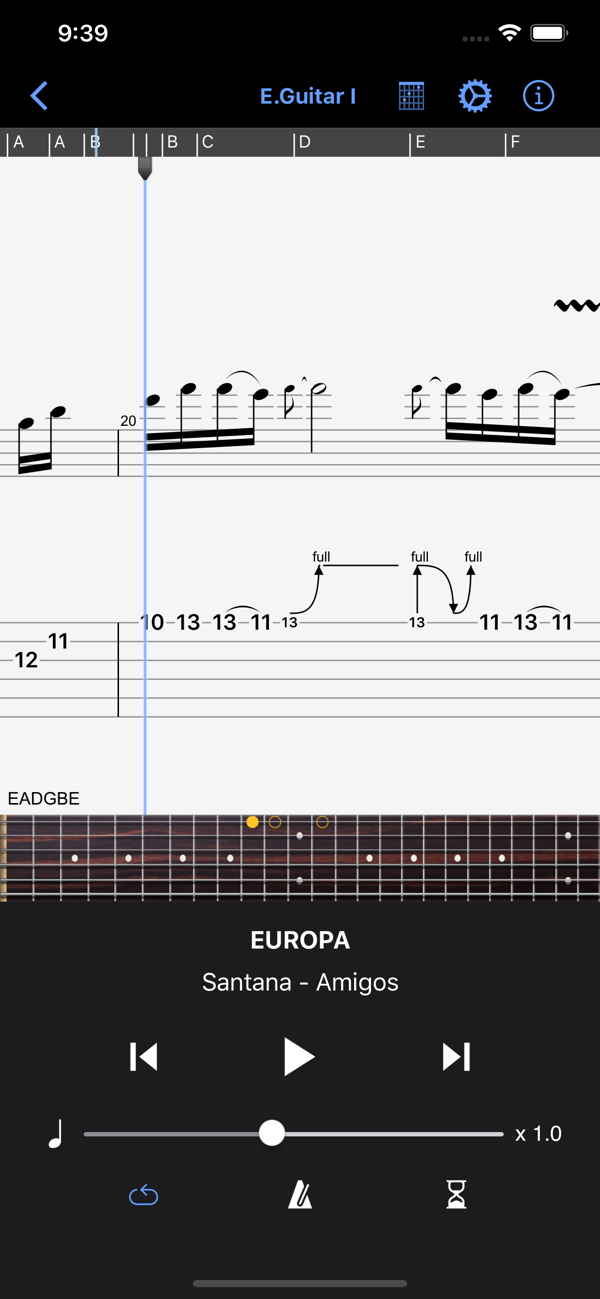 9:39
E.Guitar I
A A B B C D E F
20
full full full
10 13 13 11 13 13 11 13 11
11
12
EADGBE
EUROPA
Santana - Amigos
x 1.0